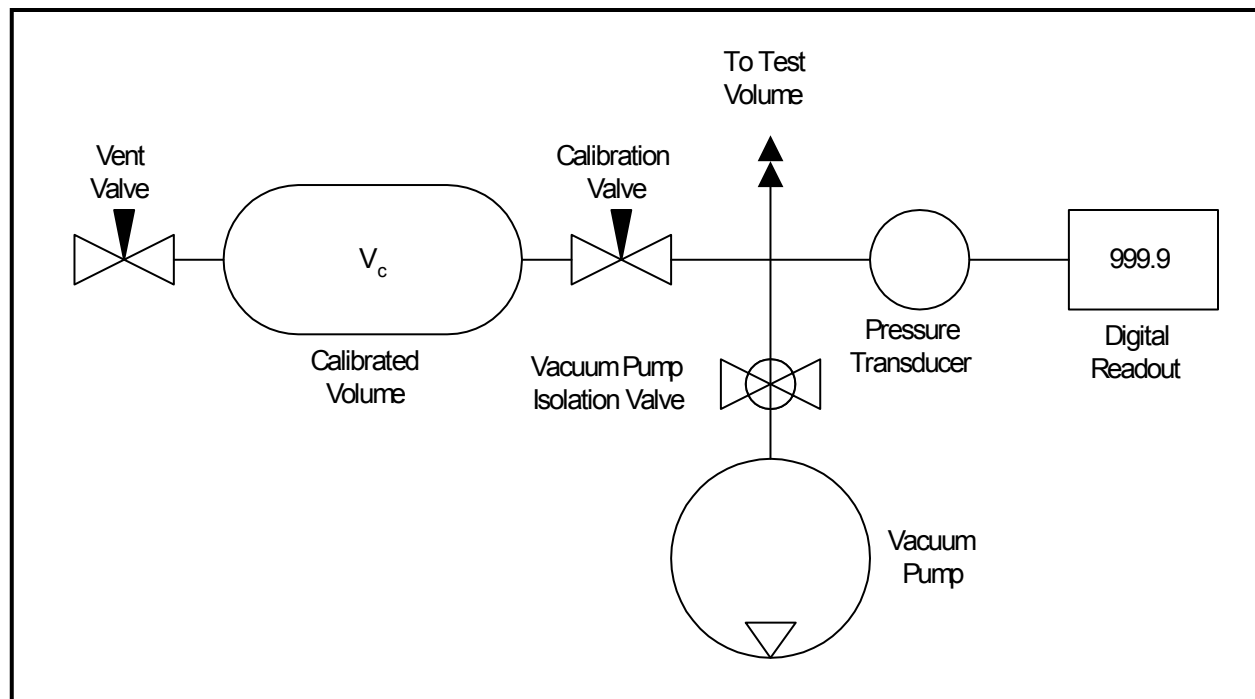 To Test
Volume
Vent
Valve
Calibration
Valve
Vc
999.9
Calibrated
Volume
Vacuum Pump
Isolation Valve
Pressure
Transducer
Digital
Readout
Vacuum
Pump